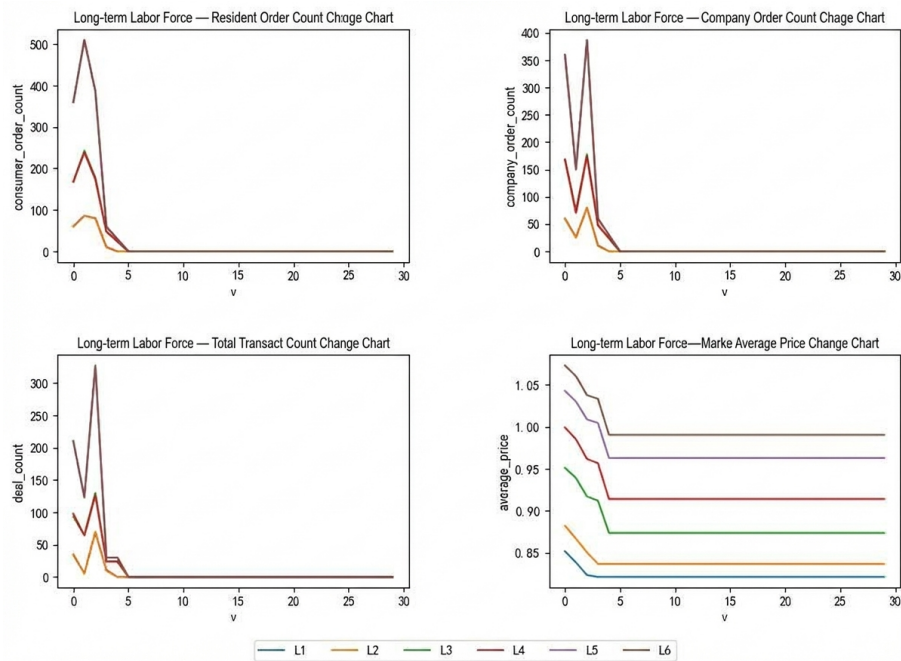 Long-term Labor Force — Resident Order Count Chage Chart
consumer_order_count
500
400
300
200
100
0
0 5 10 15 20 25 30
v
Long-term Labor Force — Company Order Count Chage Chart
company_order_count
400
350
300
250
200
150
100
50
0
0 5 10 15 20 25 30
v
Long-term Labor Force — Total Transact Count Change Chart
deal_count
300
250
200
150
100
50
0
0 5 10 15 20 25 30
v
Long-term Labor Force—Marke Average Price Change Chart
average_price
1. 05
1. 00
0. 95
0. 90
0. 85
0 5 10 15 20 25 30
v
L1 L2 L3 L4 L5 L6